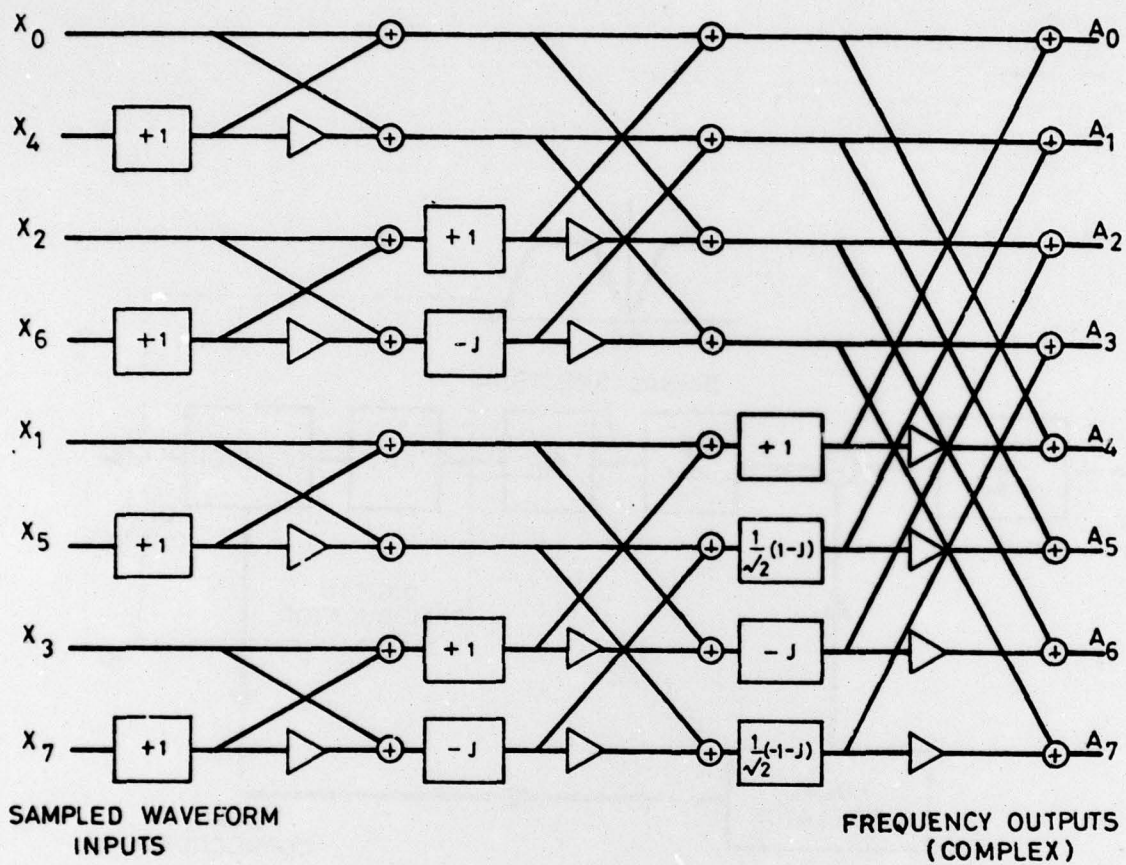 X0 A0
X4 +1 A1
X2 +1 A2
X6 +1 -J A3
X1 +1 A4
X5 +1 1/√2(1-J) A5
X3 +1 -J A6
X7 +1 -J 1/√2(-1-J) A7
SAMPLED WAVEFORM
INPUTS
FREQUENCY OUTPUTS
(COMPLEX)